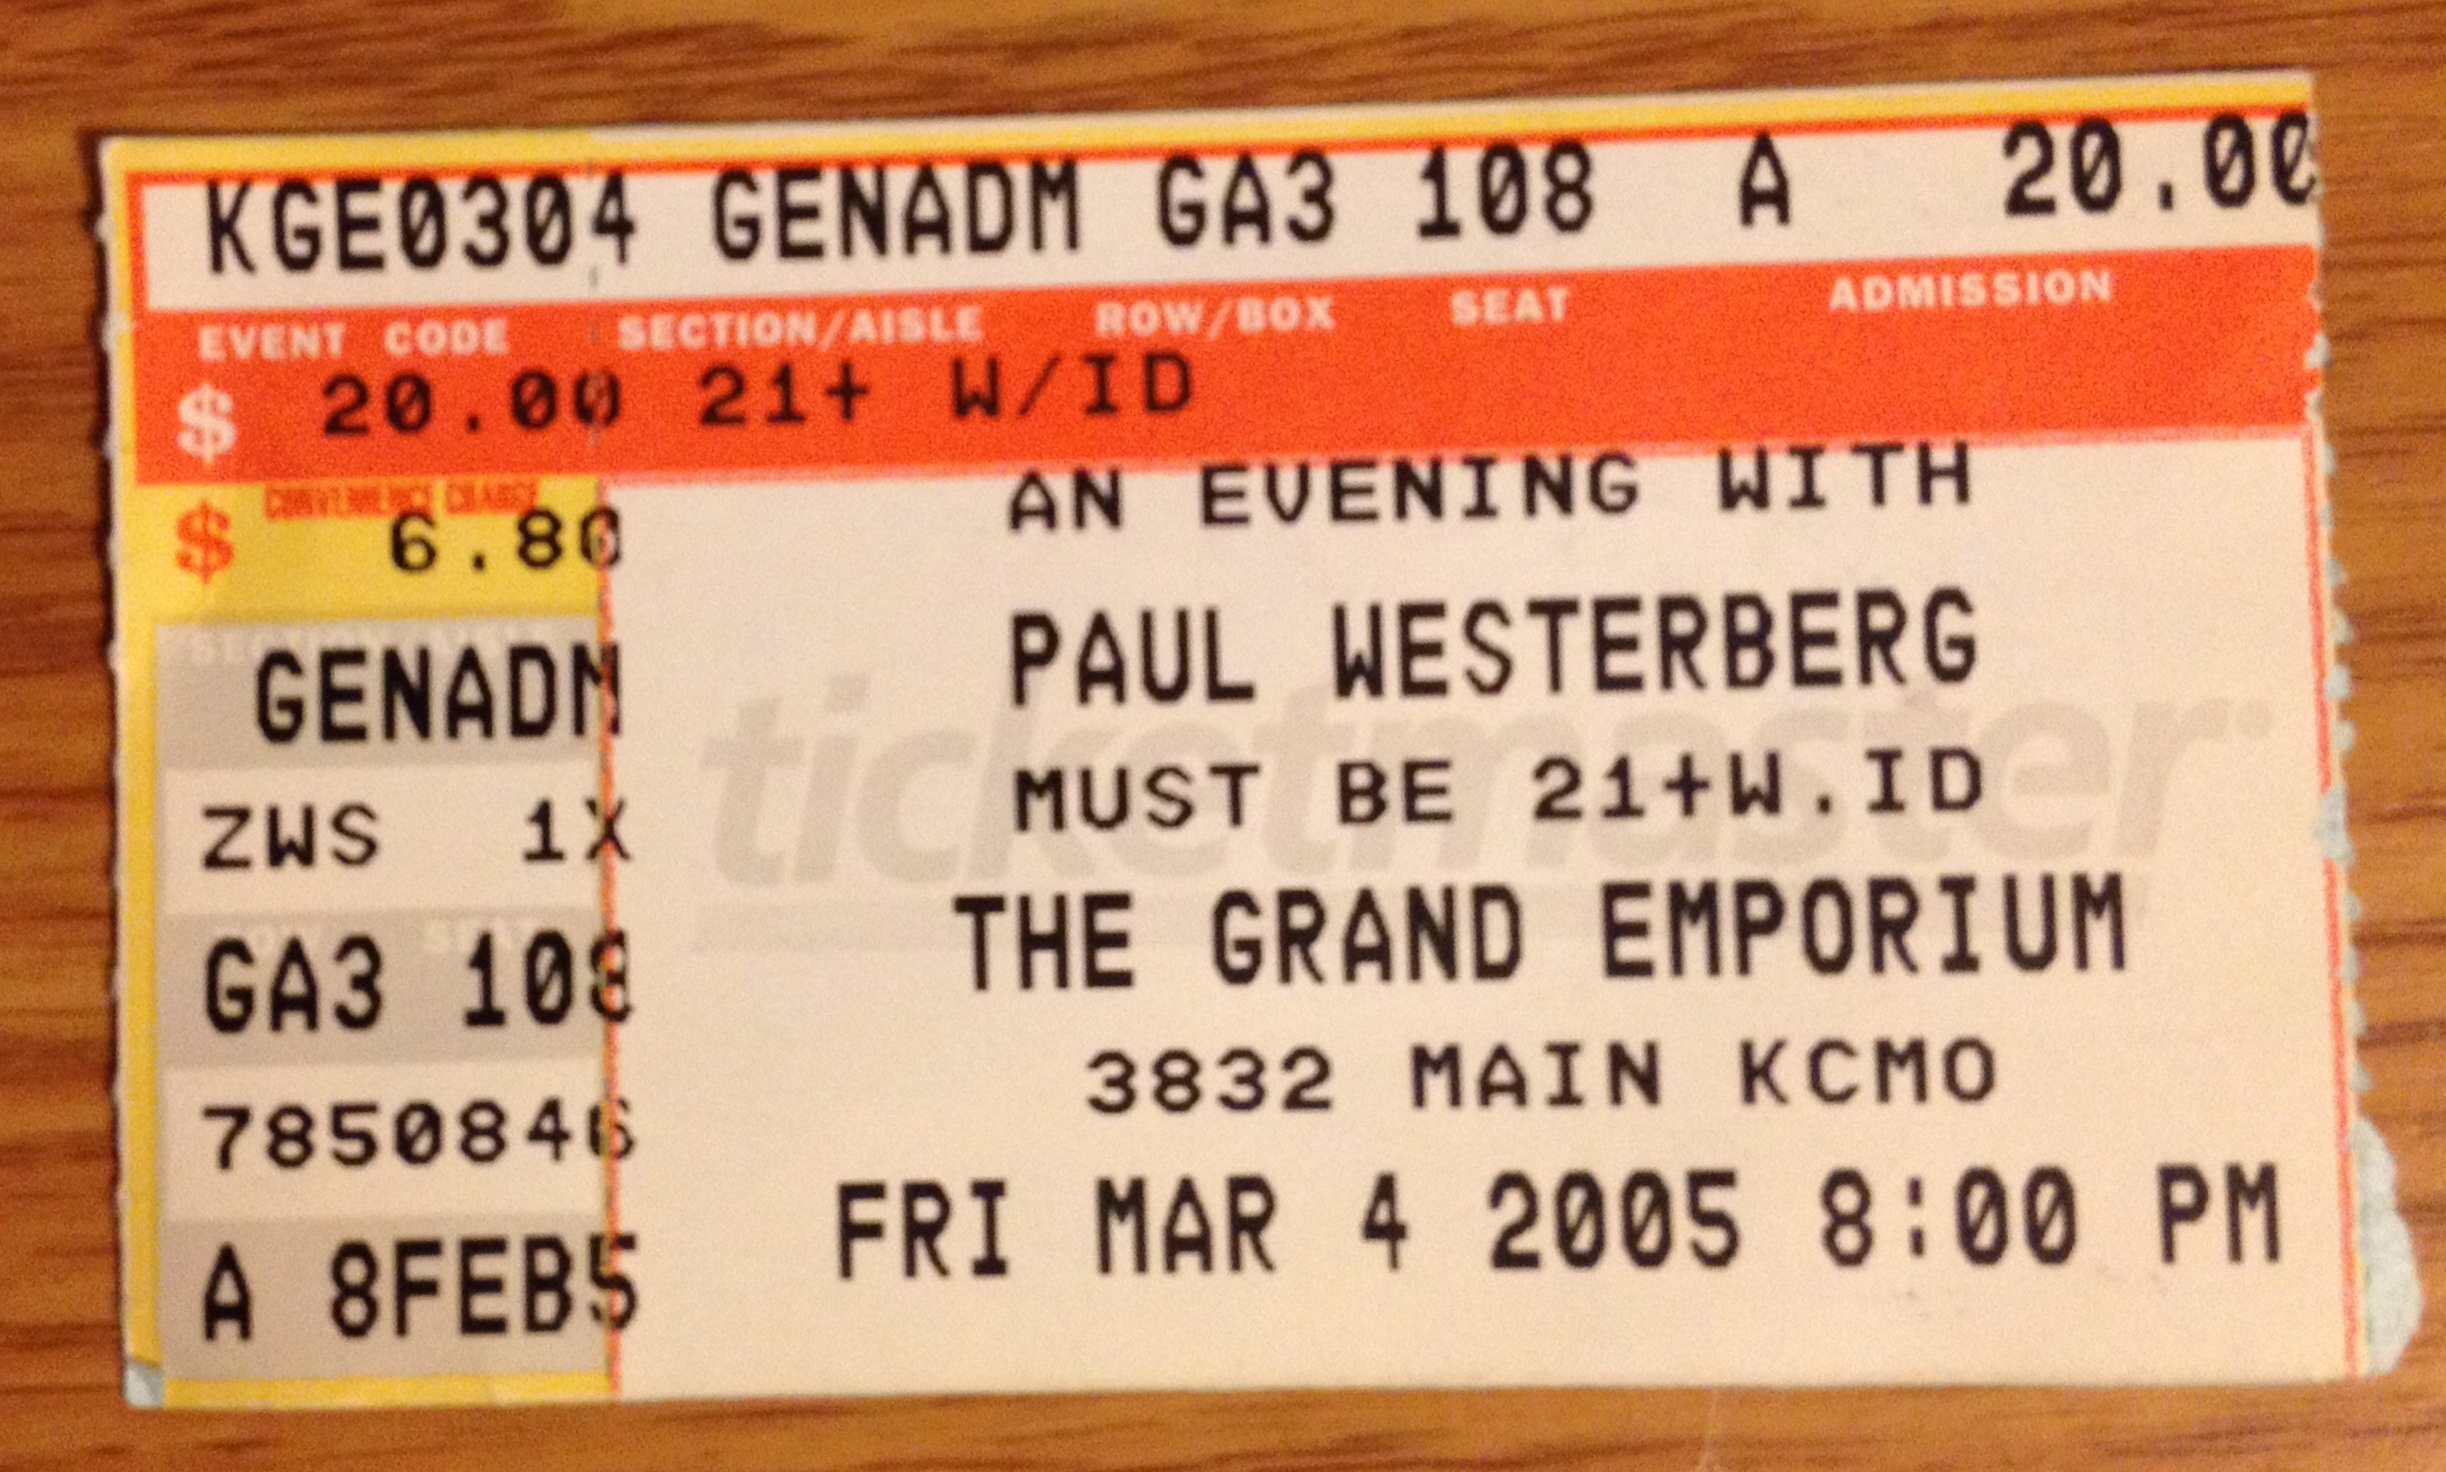 KGE0304 GENADM GA3 108 A 20.00
EVENT CODE SECTION/AISLE ROW/BOX SEAT ADMISSION
$ 20.00 21+ W/ID
CONVENIENCE CHARGE
$ 6.80
GENADM
ZWS 1X
GA3 108
7850846
A 8FEB5
AN EVENING WITH
PAUL WESTERBERG
ticketmaster
MUST BE 21+W.ID
THE GRAND EMPORIUM
3832 MAIN KCMO
FRI MAR 4 2005 8:00 PM